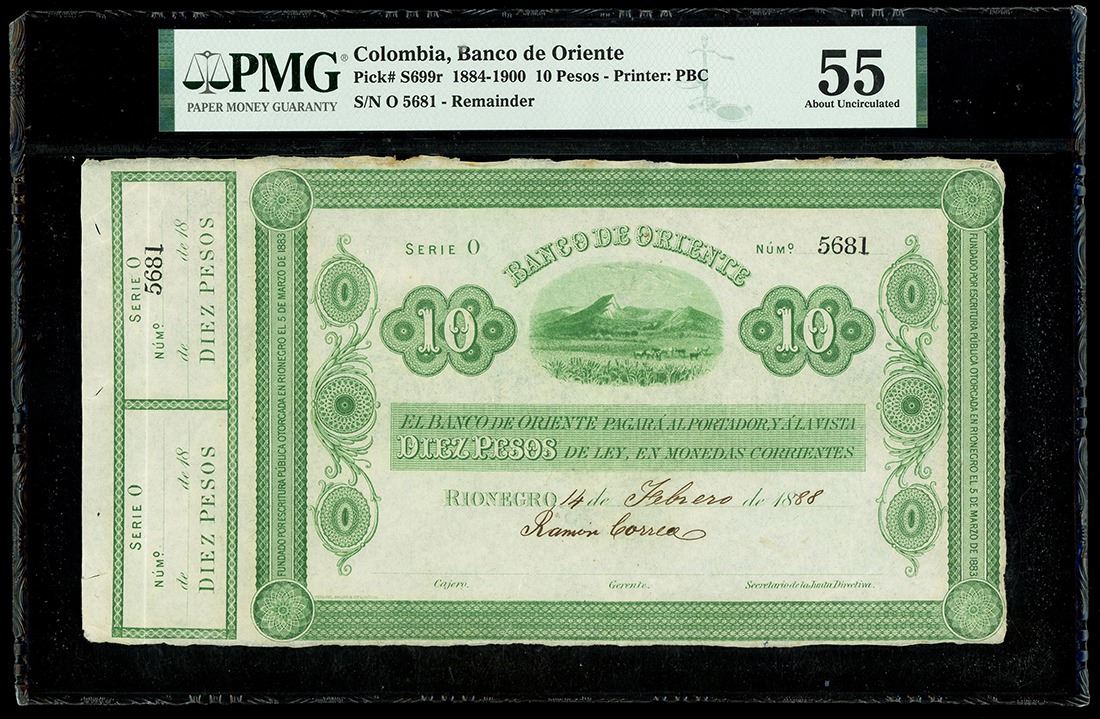 PMG®
PAPER MONEY GUARANTY
Colombia, Banco de Oriente
Pick# S699r 1884-1900 10 Pesos - Printer: PBC
S/N O 5681 - Remainder
55
About Uncirculated
SERIE O
NÚMº 5681
de de 18
DIEZ PESOS
SERIE O
NÚMº
de de 18
DIEZ PESOS
FUNDADO POR ESCRITURA PÚBLICA OTORGADA EN RIONEGRO EL 5 DE MARZO DE 1883
SERIE O
BANCO DE ORIENTE
NÚMº 5681
10 10
EL BANCO DE ORIENTE PAGARÁ AL PORTADOR, Y Á LA VISTA
DIEZ PESOS DE LEY, EN MONEDAS CORRIENTES
RIONEGRO 14 de Febrero de 1888
Ramón Correa
Cajero. Gerente. Secretario de la Junta Directiva.
FUNDADO POR ESCRITURA PÚBLICA OTORGADA EN RIONEGRO EL 5 DE MARZO DE 1883